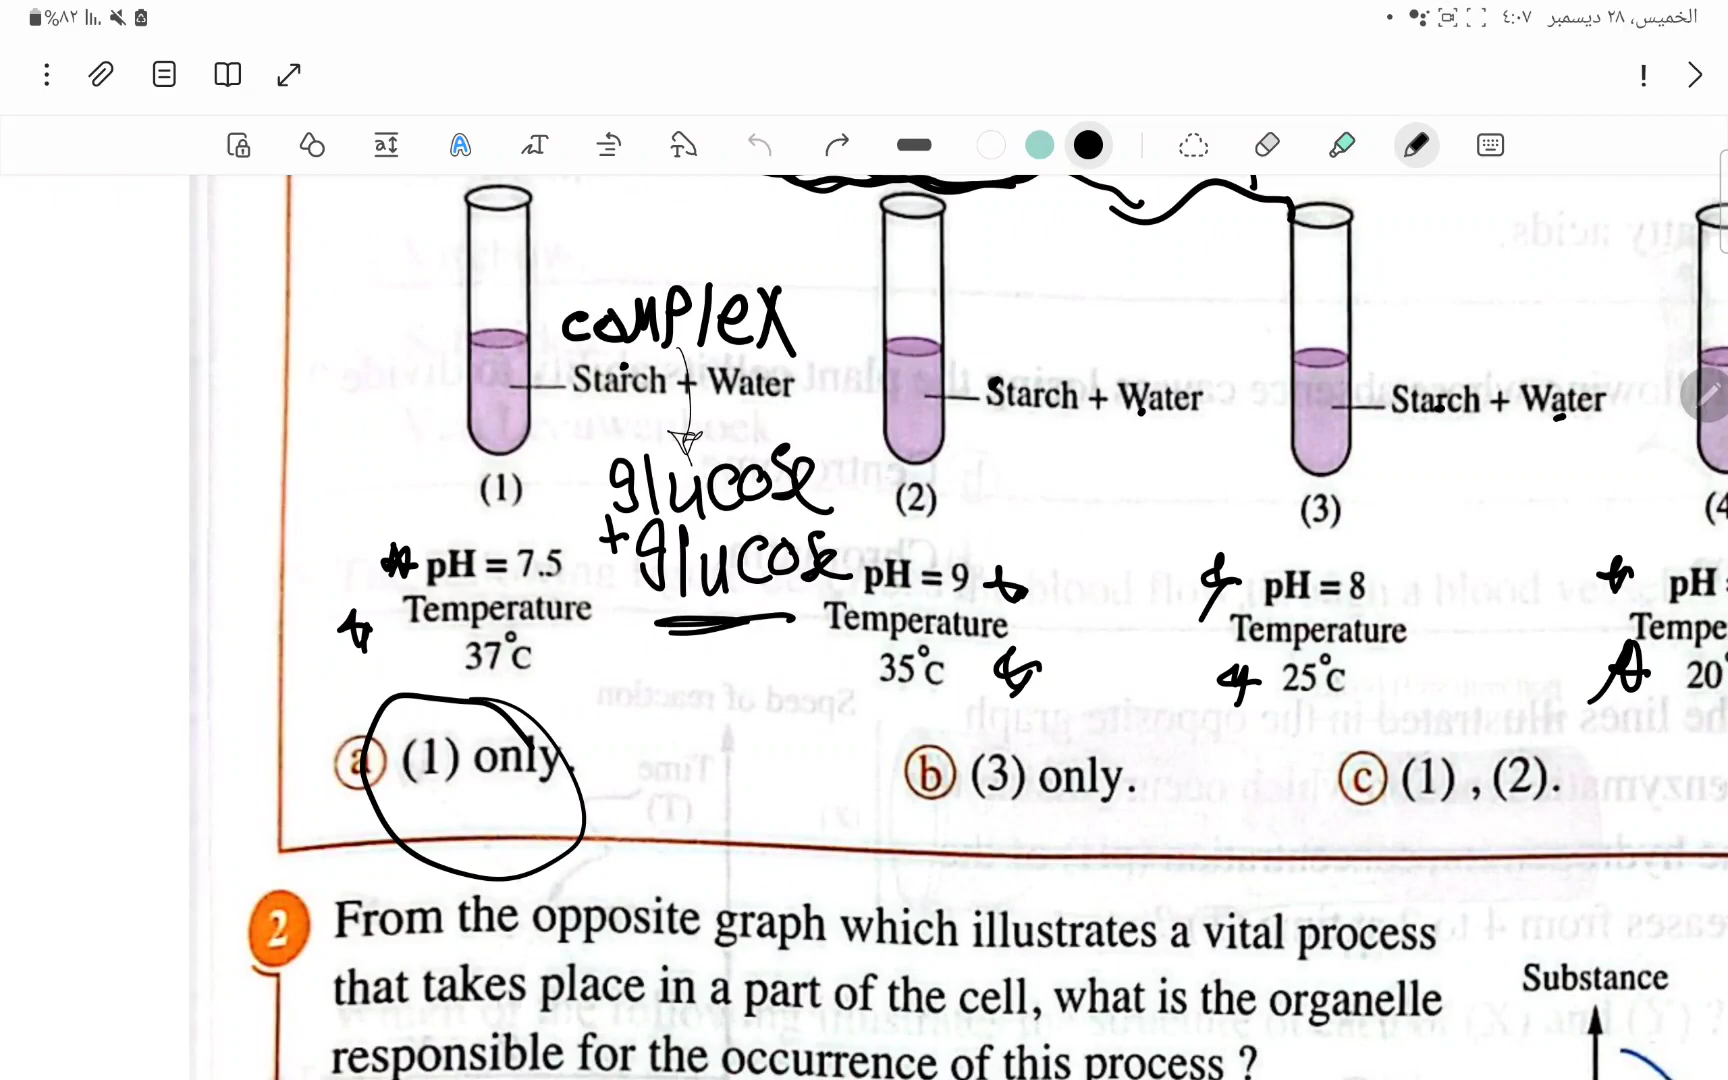 %٨٢
الخميس، ٢٨ ديسمبر ٤:٠٧
complex
Starch + Water
Starch + Water
Starch + Water
glucose
+ glucose
(1)
(2)
(3)
(4
pH = 7.5
Temperature
37°c
pH = 9
Temperature
35°c
pH = 8
Temperature
25°c
pH
Tempe
20°
a (1) only.
b (3) only.
c (1) , (2).
2 From the opposite graph which illustrates a vital process
that takes place in a part of the cell, what is the organelle
responsible for the occurrence of this process ?
Substance